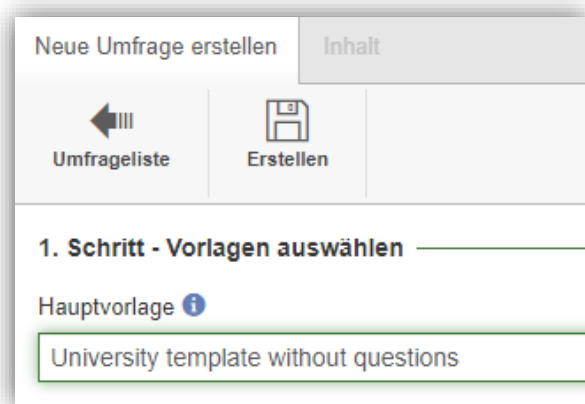 Neue Umfrage erstellen
Inhalt
Umfrageliste
Erstellen
1. Schritt - Vorlagen auswählen
Hauptvorlage
University template without questions